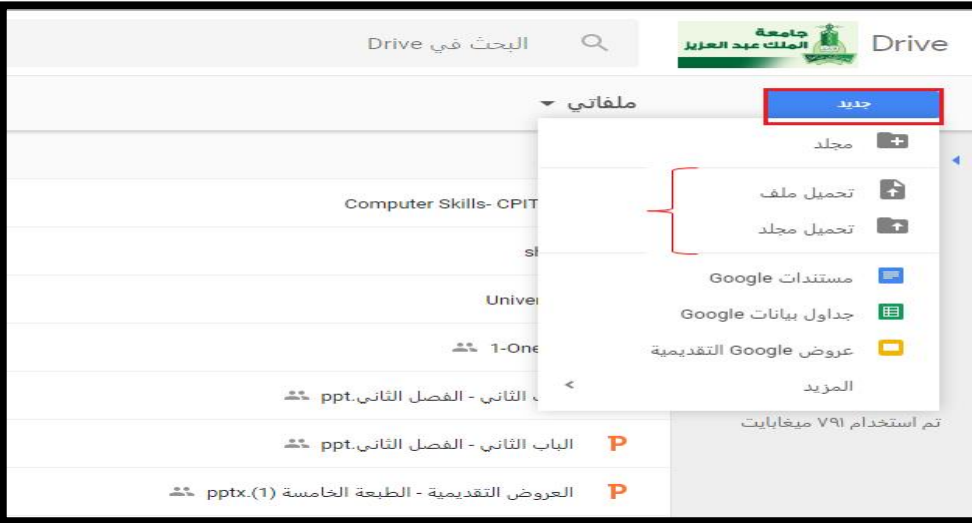 Drive
جامعة
الملك عبد العزيز
البحث في Drive
جديد
ملفاتي
مجلد
تحميل ملف
تحميل مجلد
مستندات Google
جداول بيانات Google
عروض Google التقديمية
المزيد
تم استخدام ٧٩١ ميغابايت
Computer Skills- CPIT
1-One
الثاني - الفصل الثاني.ppt
الباب الثاني - الفصل الثاني.ppt
العروض التقديمية - الطبعة الخامسة (1).pptx